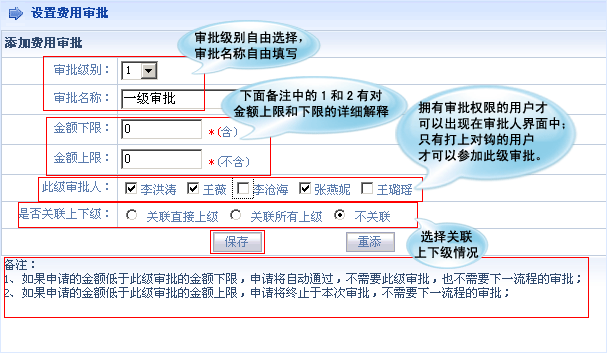 设置费用审批
添加费用审批
审批级别自由选择，
审批名称自由填写
审批级别： 1
审批名称： 一级审批
下面备注中的 1 和 2 有对
金额上限和下限的详细解释
金额下限： 0 *(含)
金额上限： 0 *(不含)
拥有审批权限的用户才
可以出现在审批人界面中；
只有打上对钩的用户
才可以参加此级审批。
此级审批人： 李洪涛 王薇 李沧海 张燕妮 王璐瑶
是否关联上下级： 关联直接上级 关联所有上级 不关联
保存 重添
选择关联
上下级情况
备注：
1、如果申请的金额低于此级审批的金额下限，申请将自动通过，不需要此级审批，也不需要下一流程的审批；
2、如果申请的金额低于此级审批的金额上限，申请将终止于本次审批，不需要下一流程的审批；